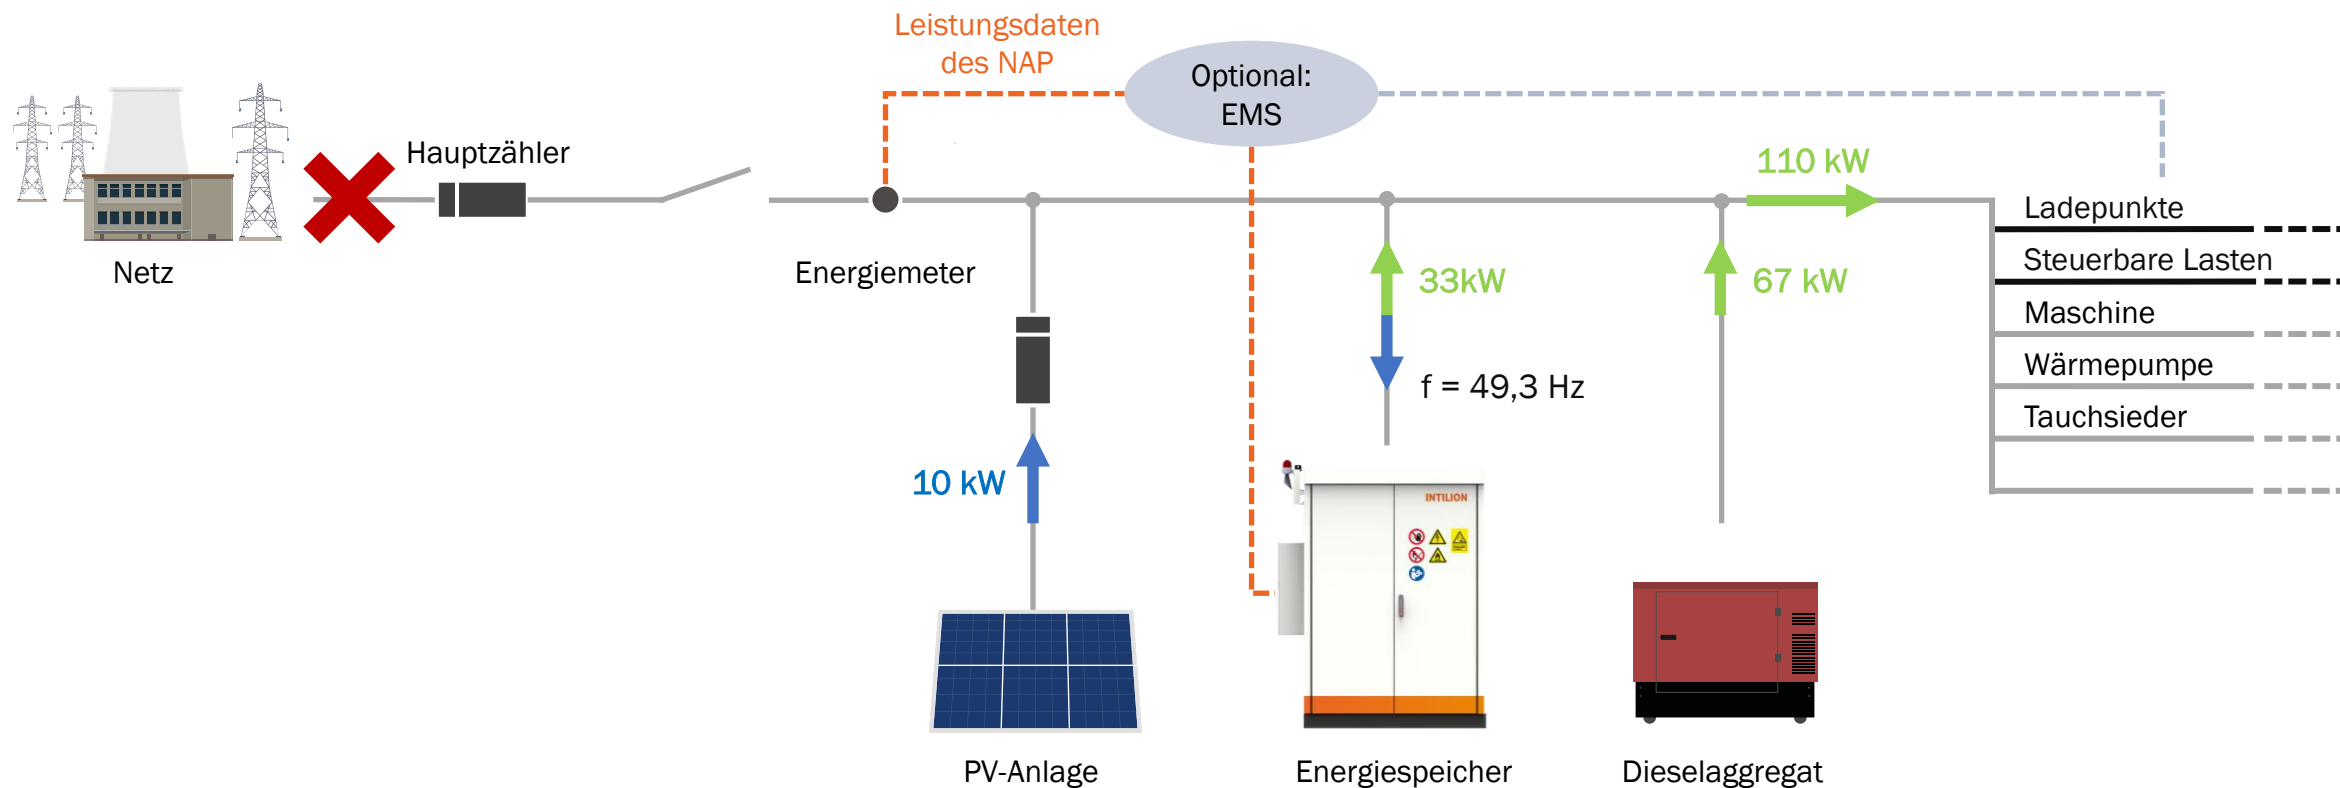 Leistungsdaten
des NAP
Optional:
EMS
Hauptzähler
110 kW
Netz
Energiemeter
33kW
67 kW
Ladepunkte
Steuerbare Lasten
Maschine
Wärmepumpe
Tauchsieder
f = 49,3 Hz
10 kW
INTILION
PV-Anlage
Energiespeicher
Dieselaggregat